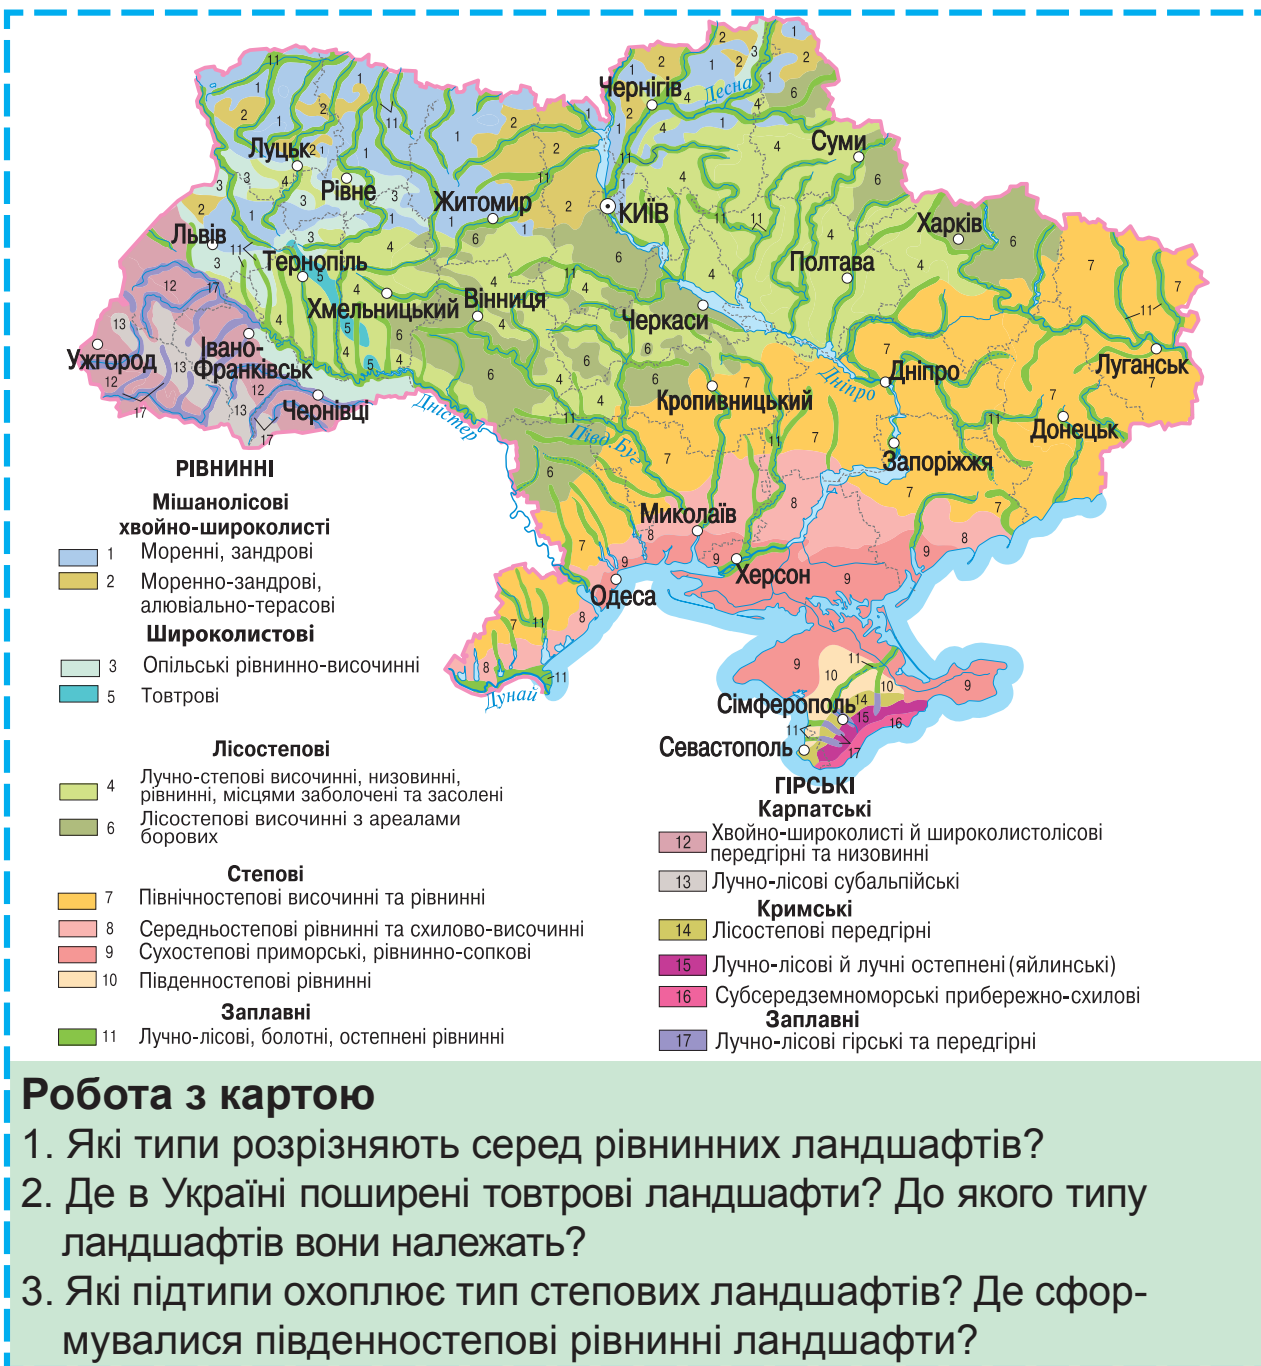 Чернігів
Десна
Суми
Луцьк
Рівне
Житомир
КИЇВ
Харків
Львів
Тернопіль
Полтава
Хмельницький
Вінниця
Черкаси
Ужгород
Івано-
Франківськ
Луганськ
Дніпро
Дніпро
Чернівці
Кропивницький
Дністер
Півд Буг
Донецьк
Запоріжжя
Миколаїв
Херсон
Одеса
Дунай
Сімферополь
Севастополь
РІВНИННІ
Мішанолісові
хвойно-широколисті
1 Моренні, зандрові
2 Моренно-зандрові,
алювіально-терасові
Широколистові
3 Опільські рівнинно-височинні
5 Товтрові
Лісостепові
4 Лучно-степові височинні, низовинні,
рівнинні, місцями заболочені та засолені
6 Лісостепові височинні з ареалами
борових
Степові
7 Північностепові височинні та рівнинні
8 Середньостепові рівнинні та схилово-височинні
9 Сухостепові приморські, рівнинно-сопкові
10 Південностепові рівнинні
Заплавні
11 Лучно-лісові, болотні, остепнені рівнинні
ГІРСЬКІ
Карпатські
12 Хвойно-широколисті й широколистолісові
передгірні та низовинні
13 Лучно-лісові субальпійські
Кримські
14 Лісостепові передгірні
15 Лучно-лісові й лучні остепнені (яйлинські)
16 Субсередземноморські прибережно-схилові
Заплавні
17 Лучно-лісові гірські та передгірні
Робота з картою
1. Які типи розрізняють серед рівнинних ландшафтів?
2. Де в Україні поширені товтрові ландшафти? До якого типу
ландшафтів вони належать?
3. Які підтипи охоплює тип степових ландшафтів? Де сфор-
мувалися південностепові рівнинні ландшафти?